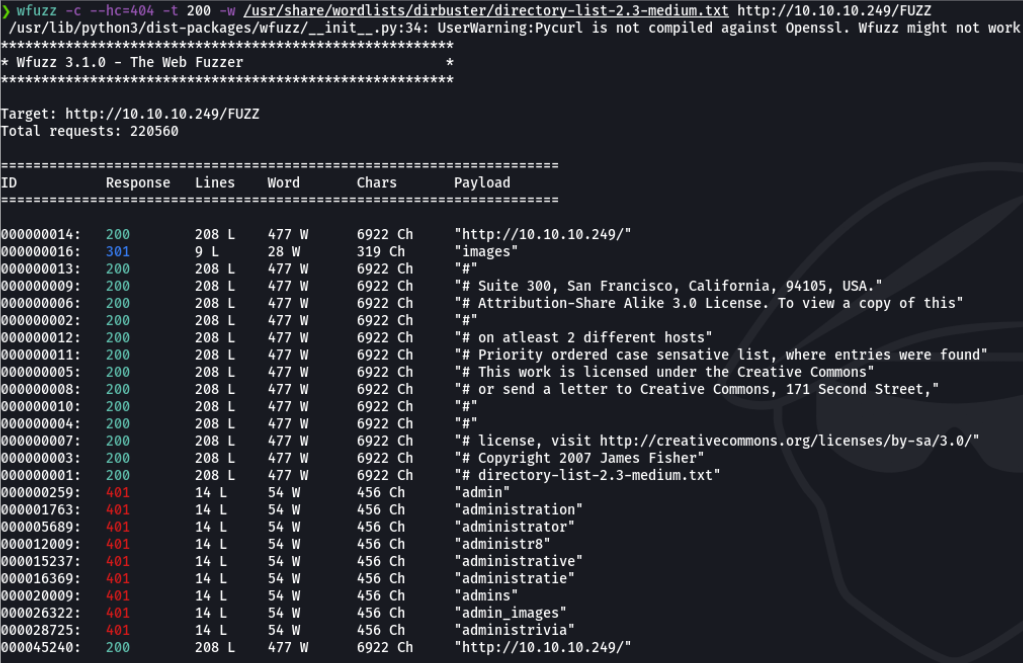 ❯ wfuzz -c --hc=404 -t 200 -w /usr/share/wordlists/dirbuster/directory-list-2.3-medium.txt http://10.10.10.249/FUZZ
/usr/lib/python3/dist-packages/wfuzz/__init__.py:34: UserWarning:Pycurl is not compiled against Openssl. Wfuzz might not work
********************************************************
* Wfuzz 3.1.0 - The Web Fuzzer                         *
********************************************************
Target: http://10.10.10.249/FUZZ
Total requests: 220560
=====================================================================
ID           Response   Lines    Word       Chars       Payload
=====================================================================
000000014:   200        208 L    477 W      6922 Ch     "http://10.10.10.249/"
000000016:   301        9 L      28 W       319 Ch      "images"
000000013:   200        208 L    477 W      6922 Ch     "#"
000000009:   200        208 L    477 W      6922 Ch     "# Suite 300, San Francisco, California, 94105, USA."
000000006:   200        208 L    477 W      6922 Ch     "# Attribution-Share Alike 3.0 License. To view a copy of this"
000000002:   200        208 L    477 W      6922 Ch     "#"
000000012:   200        208 L    477 W      6922 Ch     "# on atleast 2 different hosts"
000000011:   200        208 L    477 W      6922 Ch     "# Priority ordered case sensative list, where entries were found"
000000005:   200        208 L    477 W      6922 Ch     "# This work is licensed under the Creative Commons"
000000008:   200        208 L    477 W      6922 Ch     "# or send a letter to Creative Commons, 171 Second Street,"
000000010:   200        208 L    477 W      6922 Ch     "#"
000000004:   200        208 L    477 W      6922 Ch     "#"
000000007:   200        208 L    477 W      6922 Ch     "# license, visit http://creativecommons.org/licenses/by-sa/3.0/"
000000003:   200        208 L    477 W      6922 Ch     "# Copyright 2007 James Fisher"
000000001:   200        208 L    477 W      6922 Ch     "# directory-list-2.3-medium.txt"
000000259:   401        14 L     54 W       456 Ch      "admin"
000001763:   401        14 L     54 W       456 Ch      "administration"
000005689:   401        14 L     54 W       456 Ch      "administrator"
000012009:   401        14 L     54 W       456 Ch      "administr8"
000015237:   401        14 L     54 W       456 Ch      "administrative"
000016369:   401        14 L     54 W       456 Ch      "administratie"
000020009:   401        14 L     54 W       456 Ch      "admins"
000026322:   401        14 L     54 W       456 Ch      "admin_images"
000028725:   401        14 L     54 W       456 Ch      "administrivia"
000045240:   200        208 L    477 W      6922 Ch     "http://10.10.10.249/"